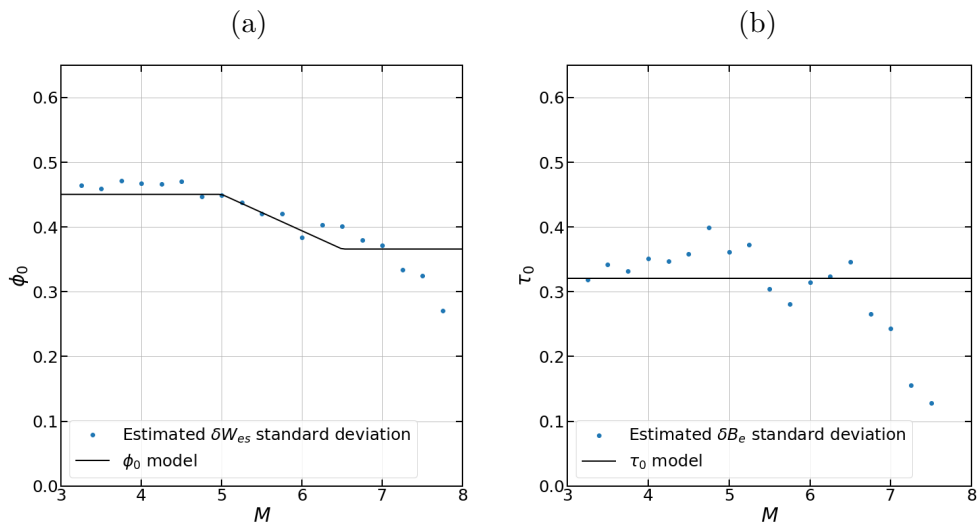 (a)
0.6
0.5
0.4
0.3
0.2
0.1
0.0
ϕ₀
3 4 5 6 7 8
M
Estimated δWₑₛ standard deviation
ϕ₀ model
(b)
0.6
0.5
0.4
0.3
0.2
0.1
0.0
τ₀
3 4 5 6 7 8
M
Estimated δBₑ standard deviation
τ₀ model